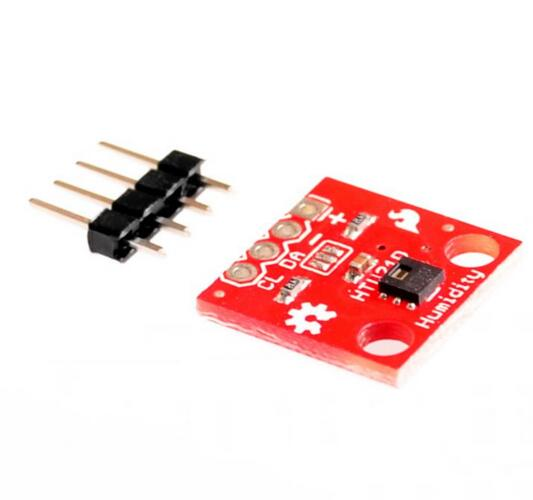 +
-
DA
CL
HTU21D
Humidity